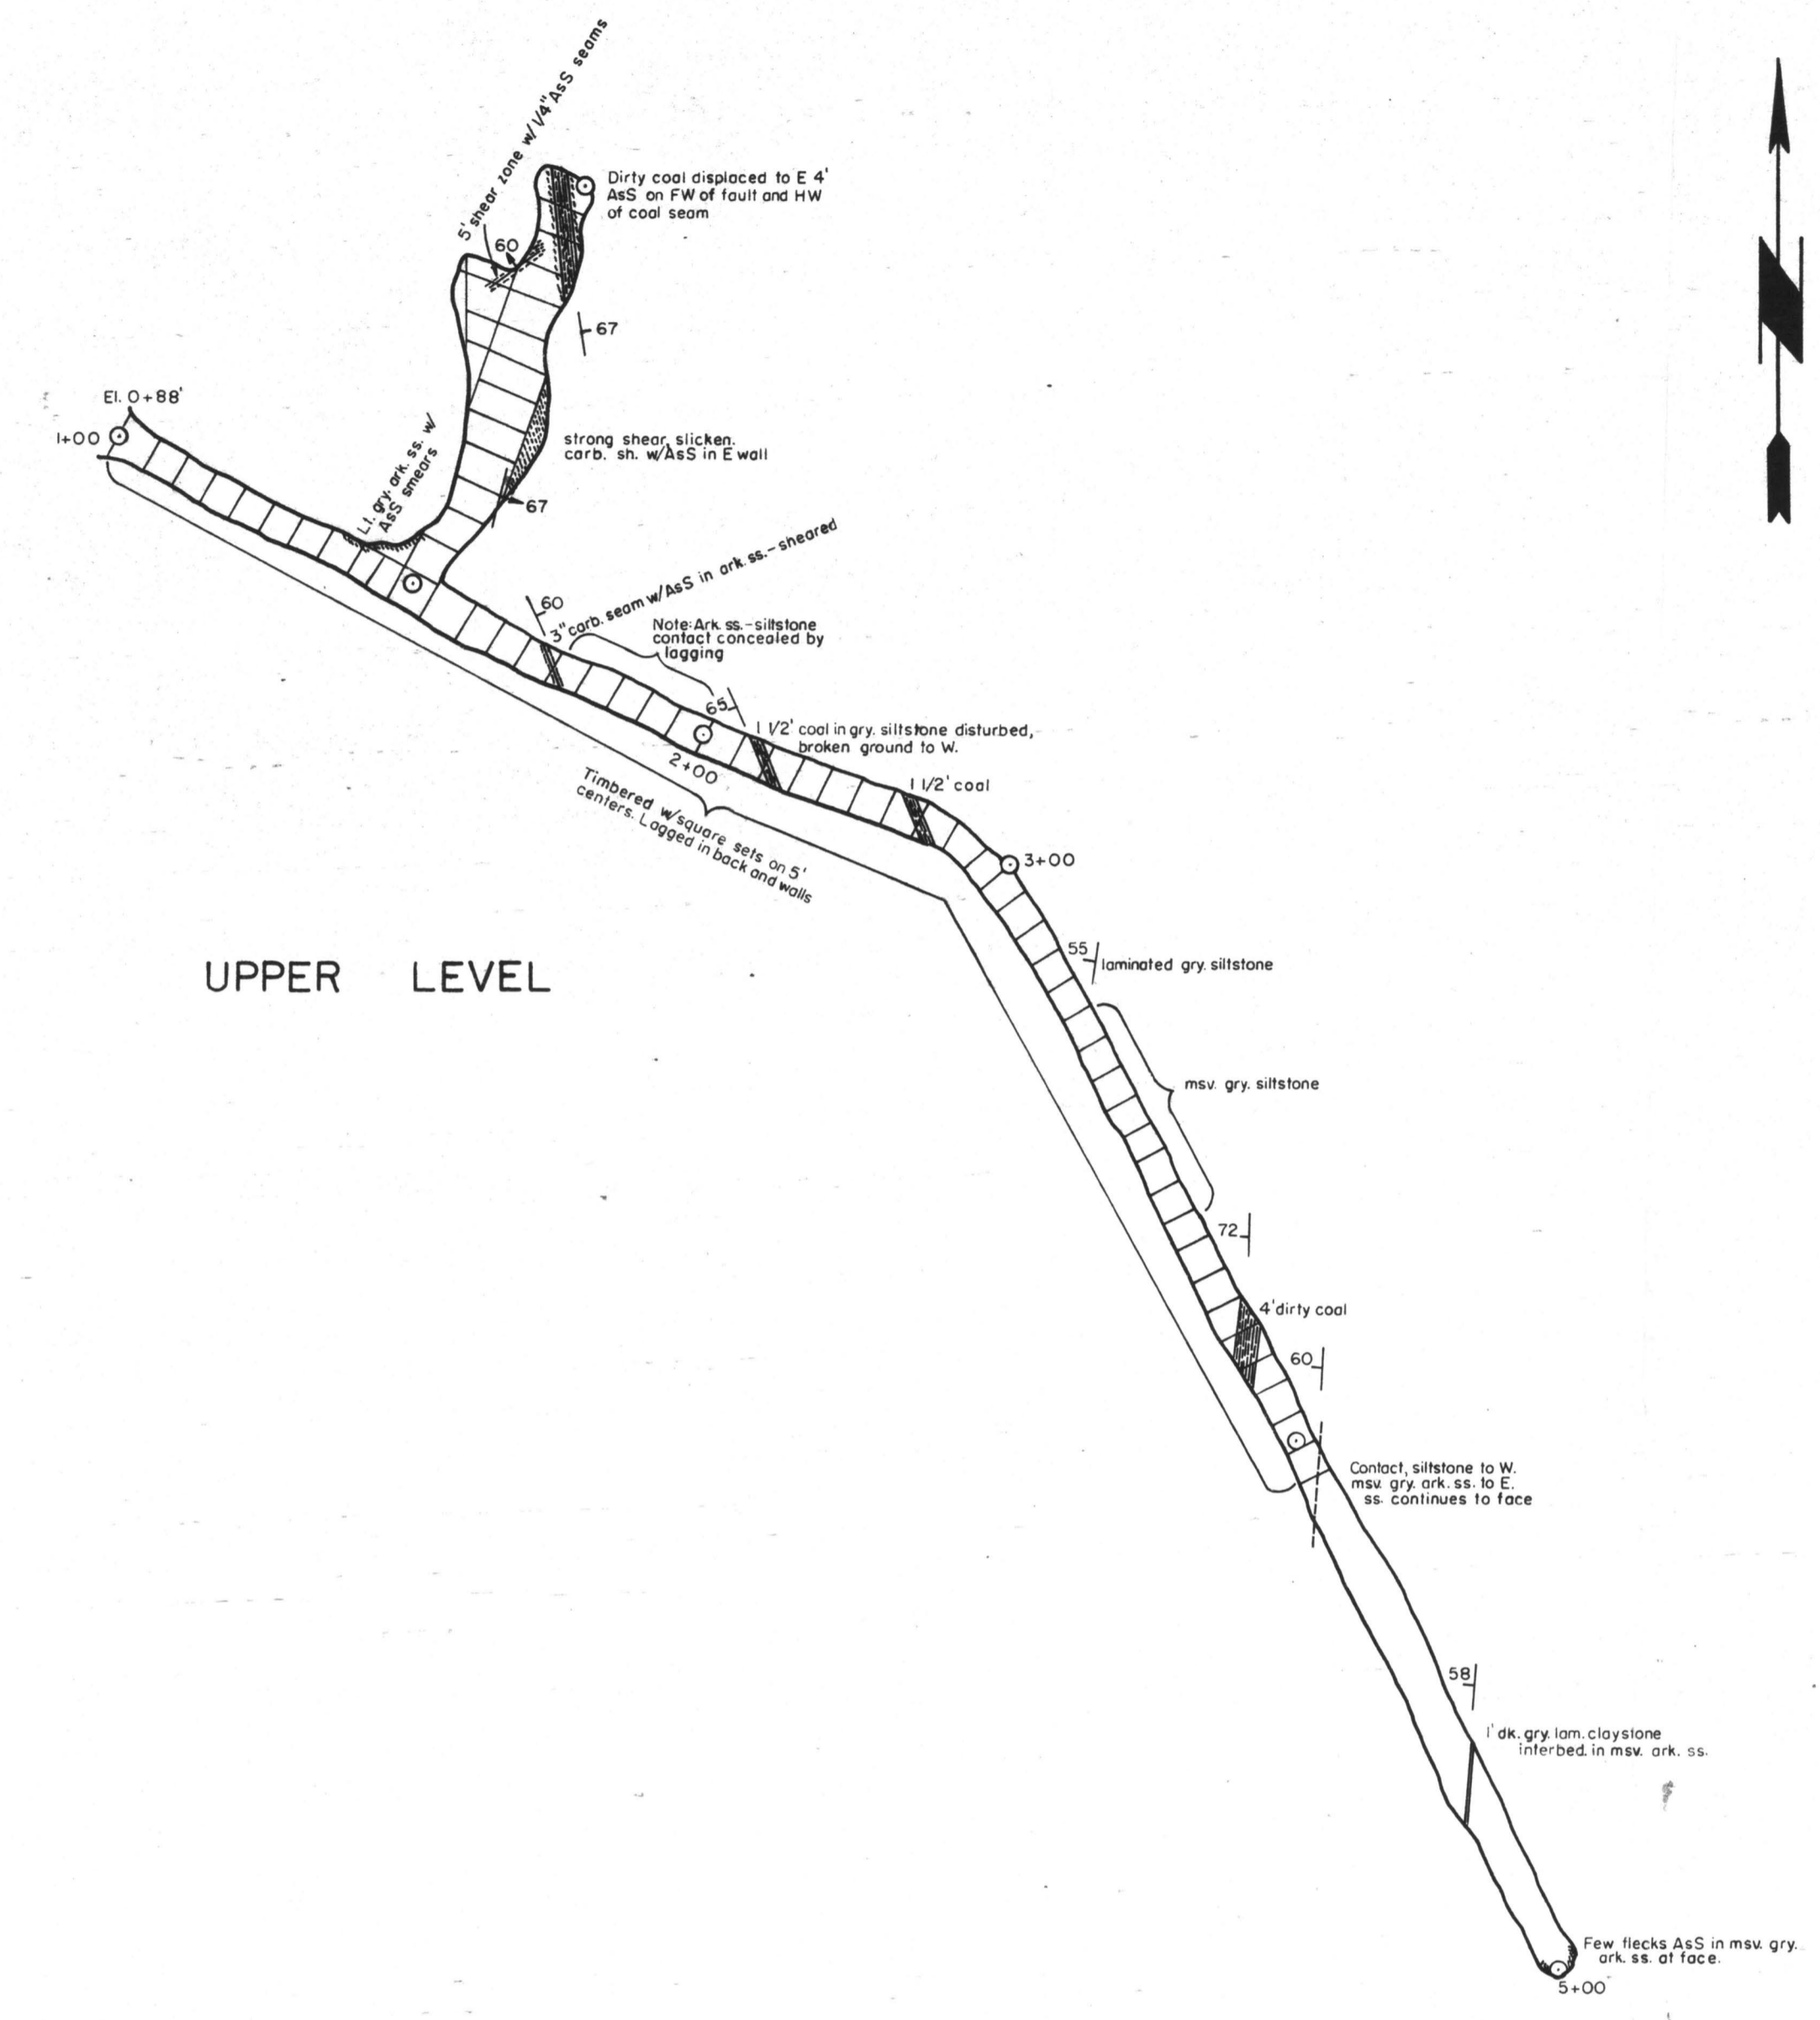 5' shear zone w/ 1/4" AsS seams
Dirty coal displaced to E 4'
AsS on FW of fault and HW
of coal seam
60
67
El. 0+88'
1+00
Lt. gry. ark. ss. w/
AsS smears
strong shear, slicken.
carb. sh. w/AsS in E wall
67
60
3" carb. seam w/AsS in ark. ss.-sheared
Note: Ark. ss.-siltstone
contact concealed by
lagging
65
1 1/2' coal in gry. siltstone disturbed,
broken ground to W.
2+00
1 1/2' coal
Timbered w/square sets on 5'
centers. Lagged in back and walls
3+00
UPPER LEVEL
55
laminated gry. siltstone
msv. gry. siltstone
72
4' dirty coal
60
Contact, siltstone to W.
msv. gry. ark. ss. to E.
ss. continues to face
58
1' dk. gry. lam. claystone
interbed. in msv. ark. ss.
Few flecks AsS in msv. gry.
ark. ss. at face.
5+00
N